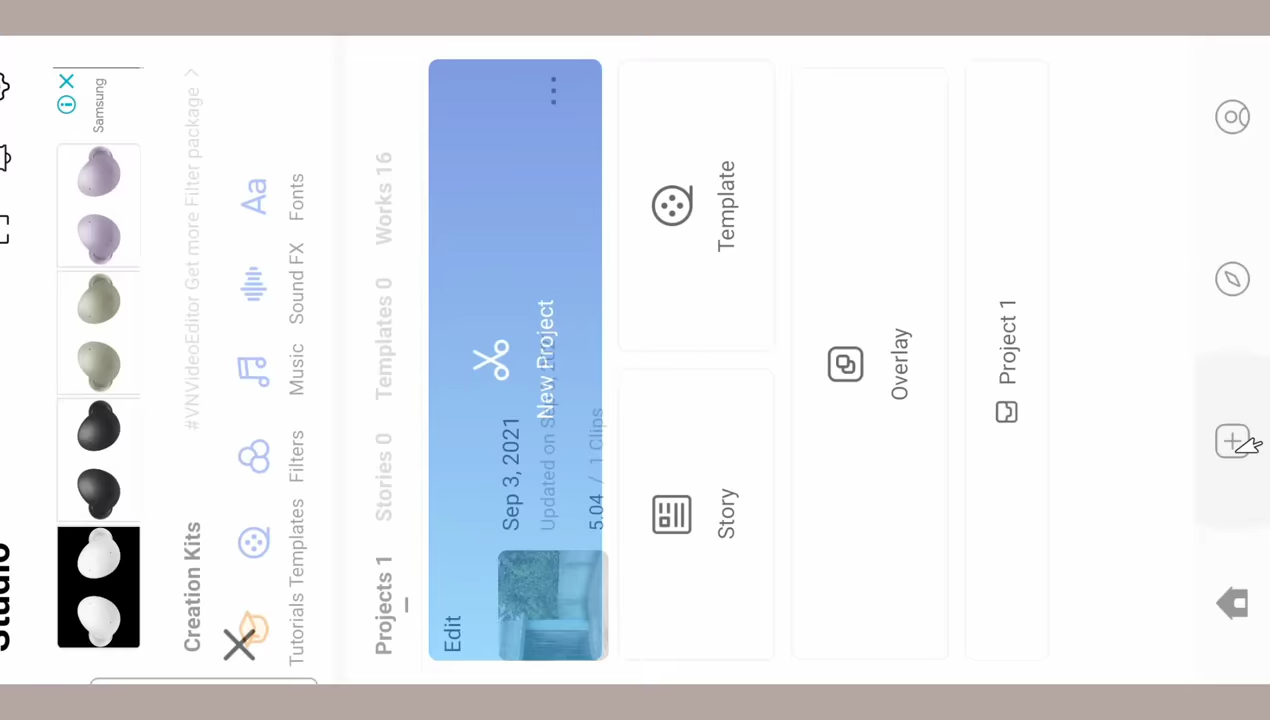 Studio
Samsung
Creation Kits
#VNVideoEditor Get more Filter package >
Tutorials
Templates
Filters
Music
Sound FX
Aa
Fonts
Projects 1
Stories 0
Templates 0
Works 16
Edit
New Project
Sep 3, 2021
Updated on
5.04 / 1 Clips
Story
Template
Overlay
Project 1